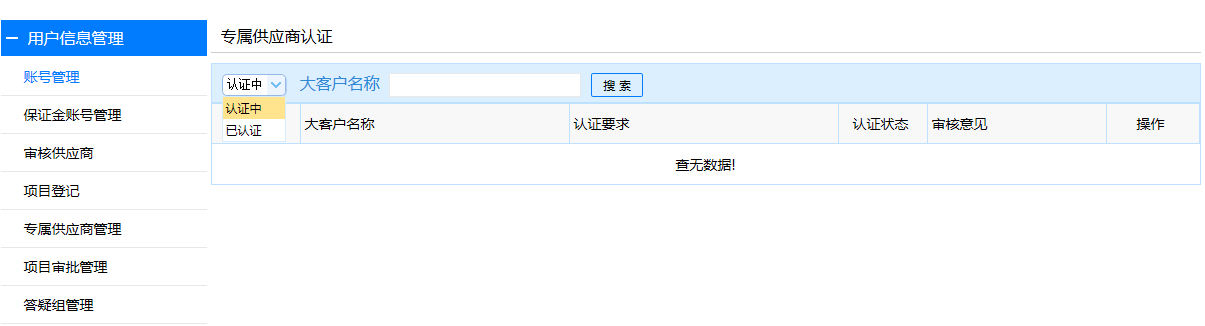 用户信息管理
账号管理
保证金账号管理
审核供应商
项目登记
专属供应商管理
项目审批管理
答疑组管理
专属供应商认证
认证中 大客户名称 搜 索
认证中
已认证
大客户名称 认证要求 认证状态 审核意见 操作
查无数据!